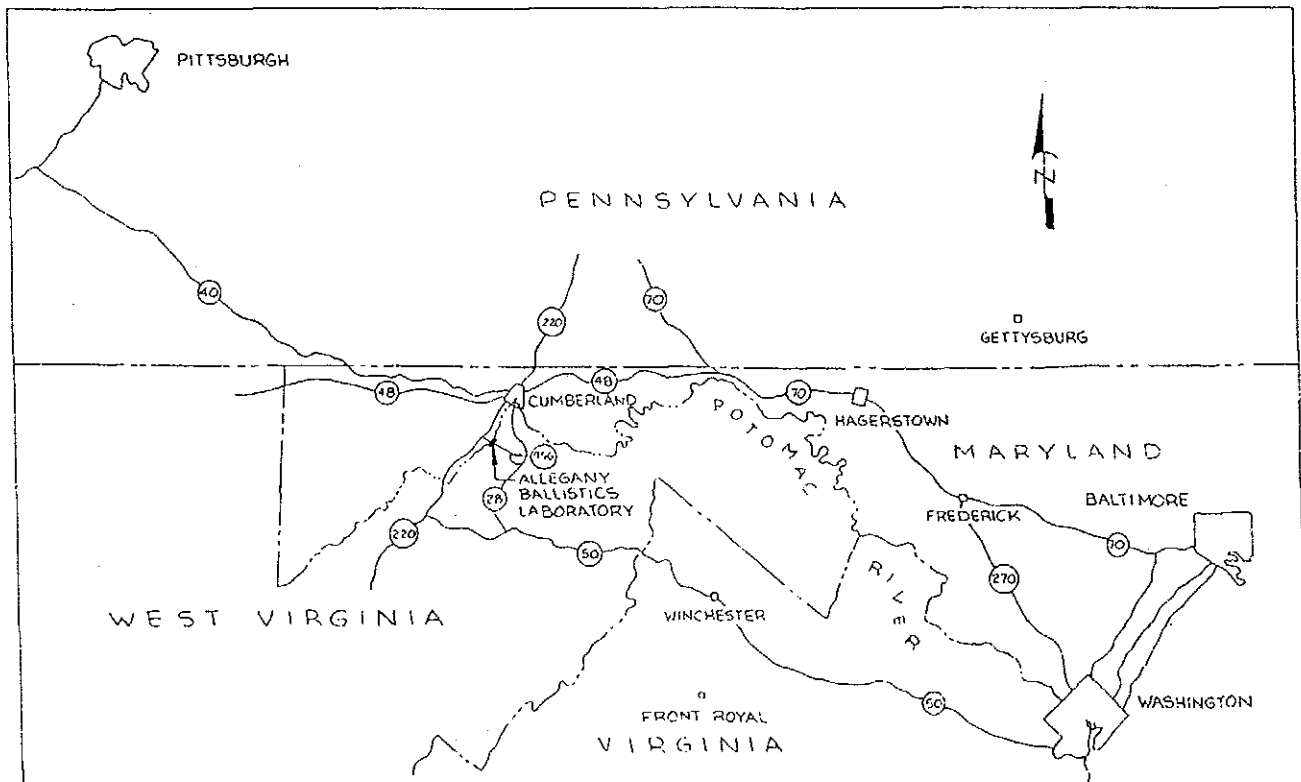 PITTSBURGH
N
PENNSYLVANIA
40
220
70
GETTYSBURG
48
CUMBERLAND
48
70
HAGERSTOWN
POTOMAC
MARYLAND
ALLEGANY
BALLISTICS
LABORATORY
28
220
50
FREDERICK
BALTIMORE
70
270
RIVER
WEST VIRGINIA
WINCHESTER
50
WASHINGTON
FRONT ROYAL
VIRGINIA